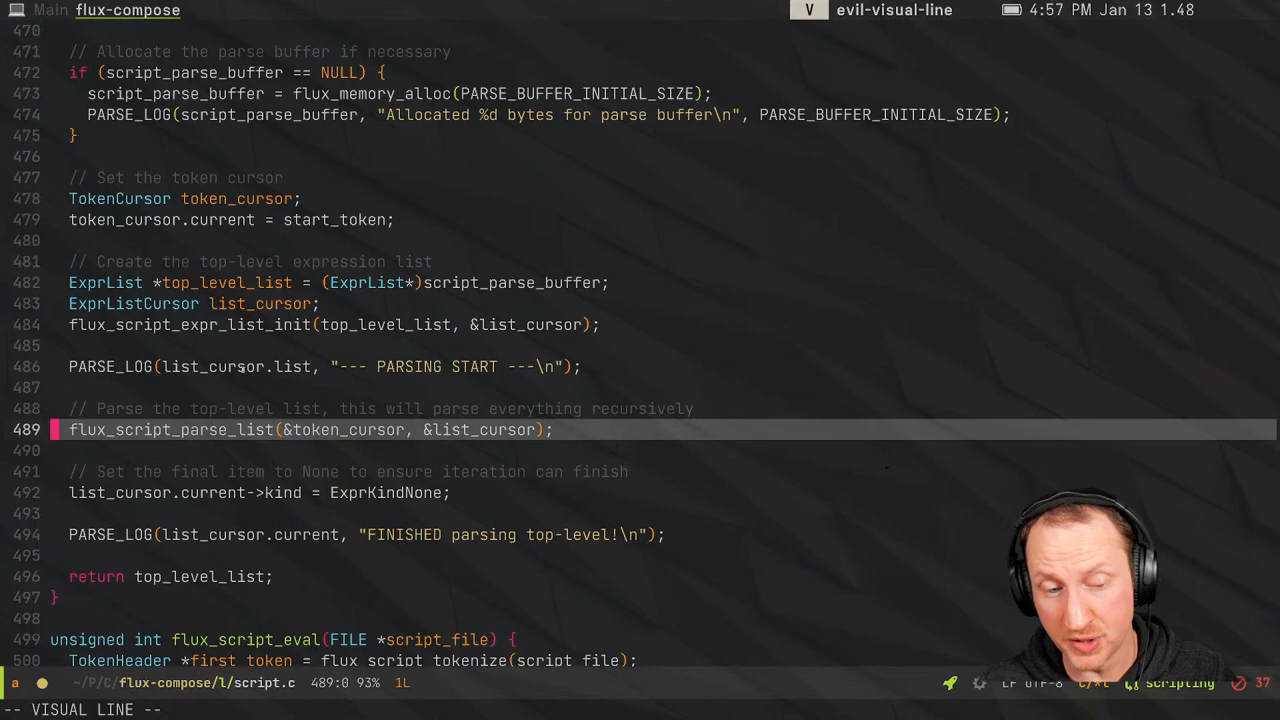 Main flux-compose V evil-visual-line 4:57 PM Jan 13 1.48
470
471 // Allocate the parse buffer if necessary
472 if (script_parse_buffer == NULL) {
473 script_parse_buffer = flux_memory_alloc(PARSE_BUFFER_INITIAL_SIZE);
474 PARSE_LOG(script_parse_buffer, "Allocated %d bytes for parse buffer\n", PARSE_BUFFER_INITIAL_SIZE);
475 }
476
477 // Set the token cursor
478 TokenCursor token_cursor;
479 token_cursor.current = start_token;
480
481 // Create the top-level expression list
482 ExprList *top_level_list = (ExprList*)script_parse_buffer;
483 ExprListCursor list_cursor;
484 flux_script_expr_list_init(top_level_list, &list_cursor);
485
486 PARSE_LOG(list_cursor.list, "--- PARSING START ---\n");
487
488 // Parse the top-level list, this will parse everything recursively
489 flux_script_parse_list(&token_cursor, &list_cursor);
490
491 // Set the final item to None to ensure iteration can finish
492 list_cursor.current->kind = ExprKindNone;
493
494 PARSE_LOG(list_cursor.current, "FINISHED parsing top-level!\n");
495
496 return top_level_list;
497 }
498
499 unsigned int flux_script_eval(FILE *script_file) {
500 TokenHeader *first_token = flux_script_tokenize(script_file);
a ~/P/C/flux-compose/l/script.c 489:0 93% 1L LF UTF-8 C/*l scripting 37
-- VISUAL LINE --